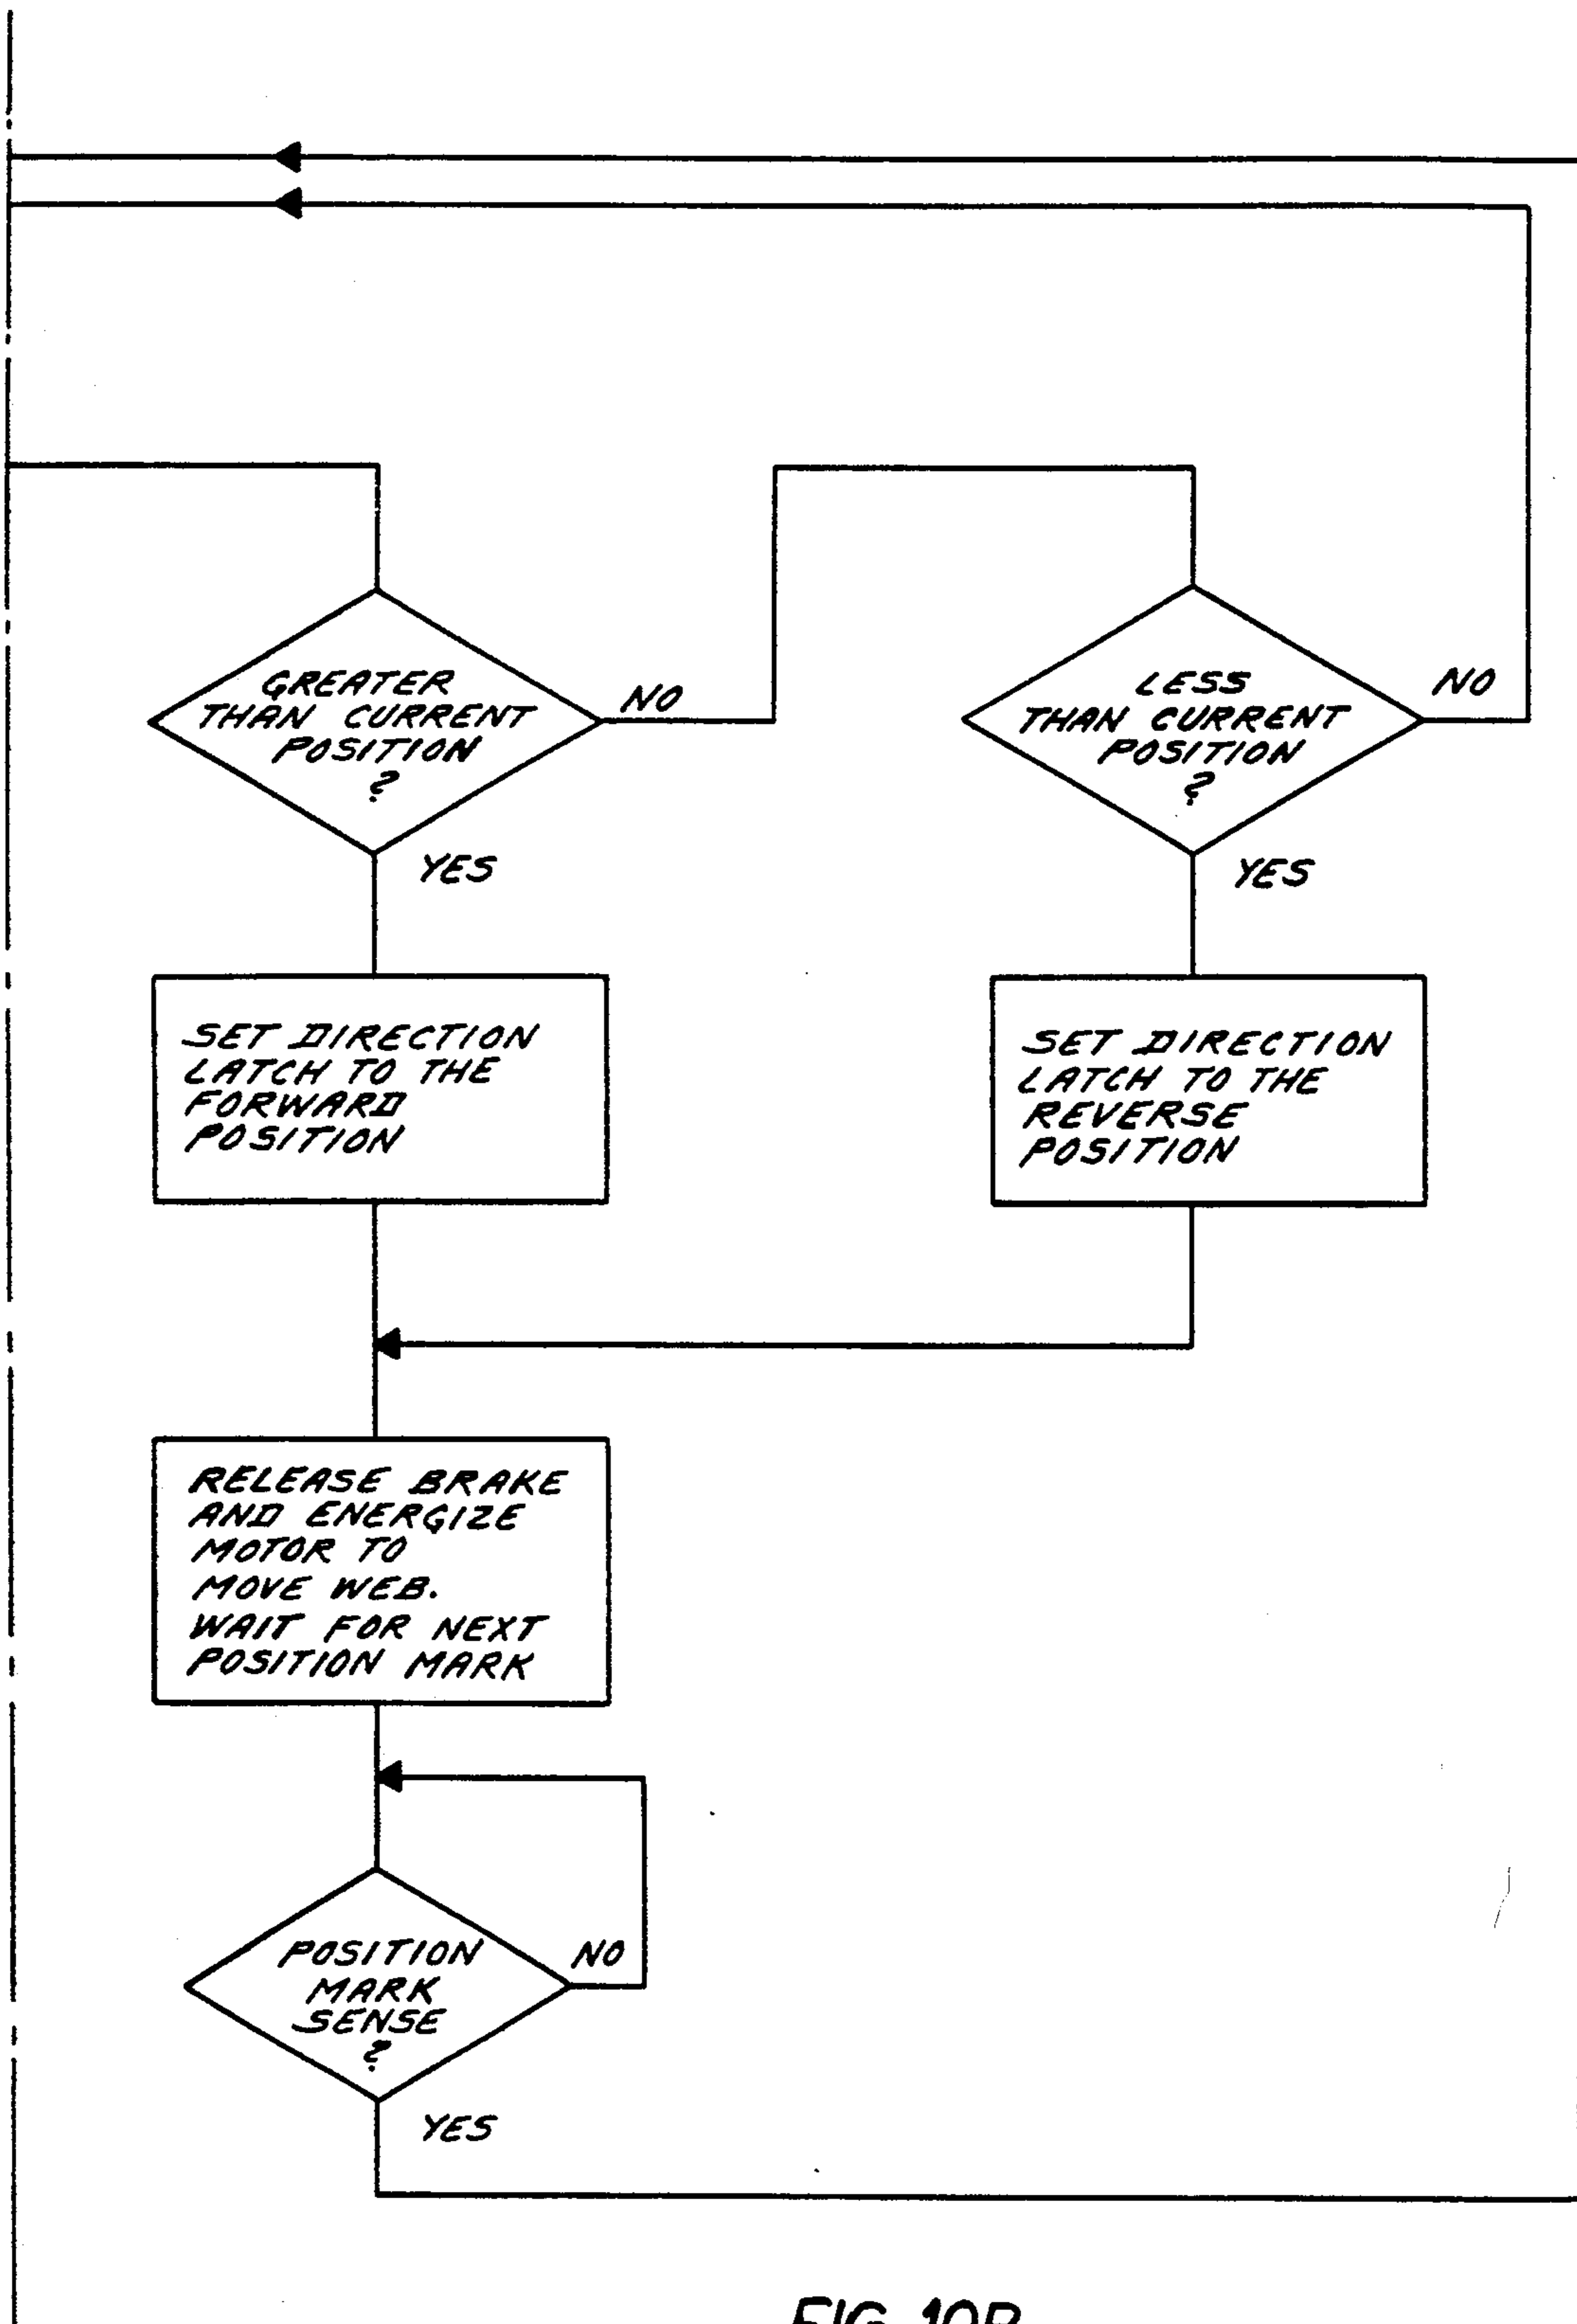 GREATER
THAN CURRENT
POSITION
?
NO
YES
LESS
THAN CURRENT
POSITION
?
NO
YES
SET DIRECTION
LATCH TO THE
FORWARD
POSITION
SET DIRECTION
LATCH TO THE
REVERSE
POSITION
RELEASE BRAKE
AND ENERGIZE
MOTOR TO
MOVE WEB.
WAIT FOR NEXT
POSITION MARK
POSITION
MARK
SENSE
?
NO
YES
FIG. 10B